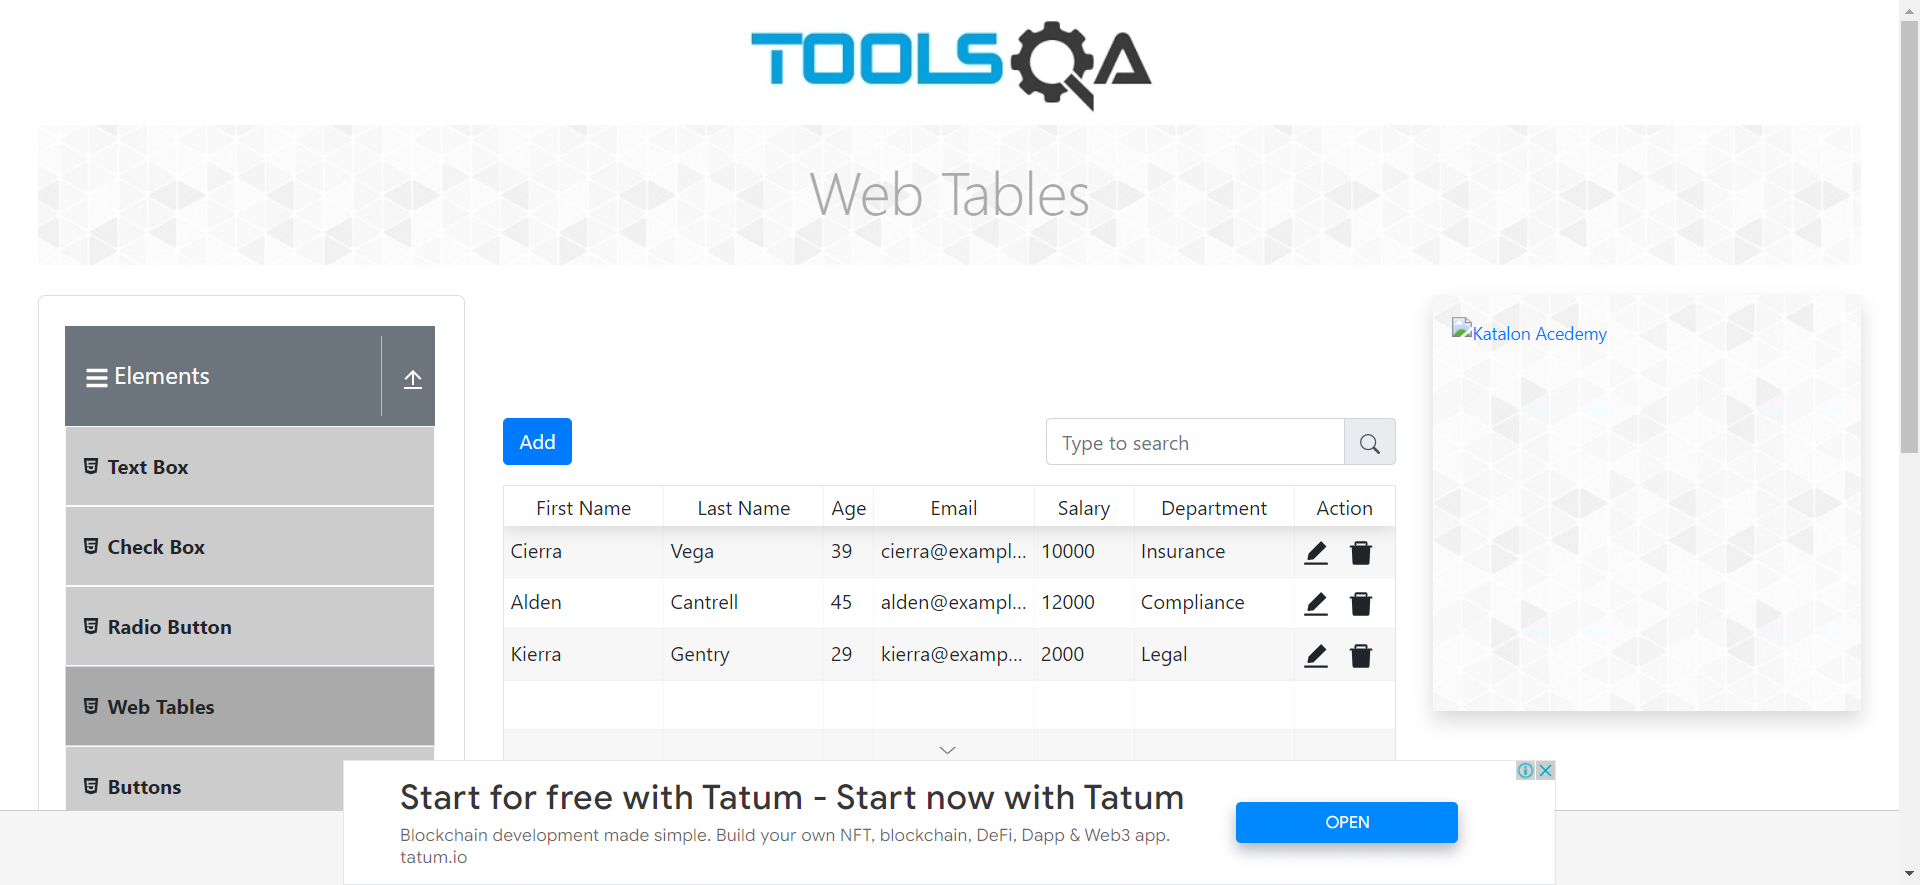 TOOLSQA
Web Tables
Elements
Text Box
Check Box
Radio Button
Web Tables
Buttons
Add
Type to search
First Name Last Name Age Email Salary Department Action
Cierra Vega 39 cierra@exampl... 10000 Insurance
Alden Cantrell 45 alden@exampl... 12000 Compliance
Kierra Gentry 29 kierra@examp... 2000 Legal
Katalon Acedemy
Start for free with Tatum - Start now with Tatum
Blockchain development made simple. Build your own NFT, blockchain, DeFi, Dapp & Web3 app.
tatum.io
OPEN